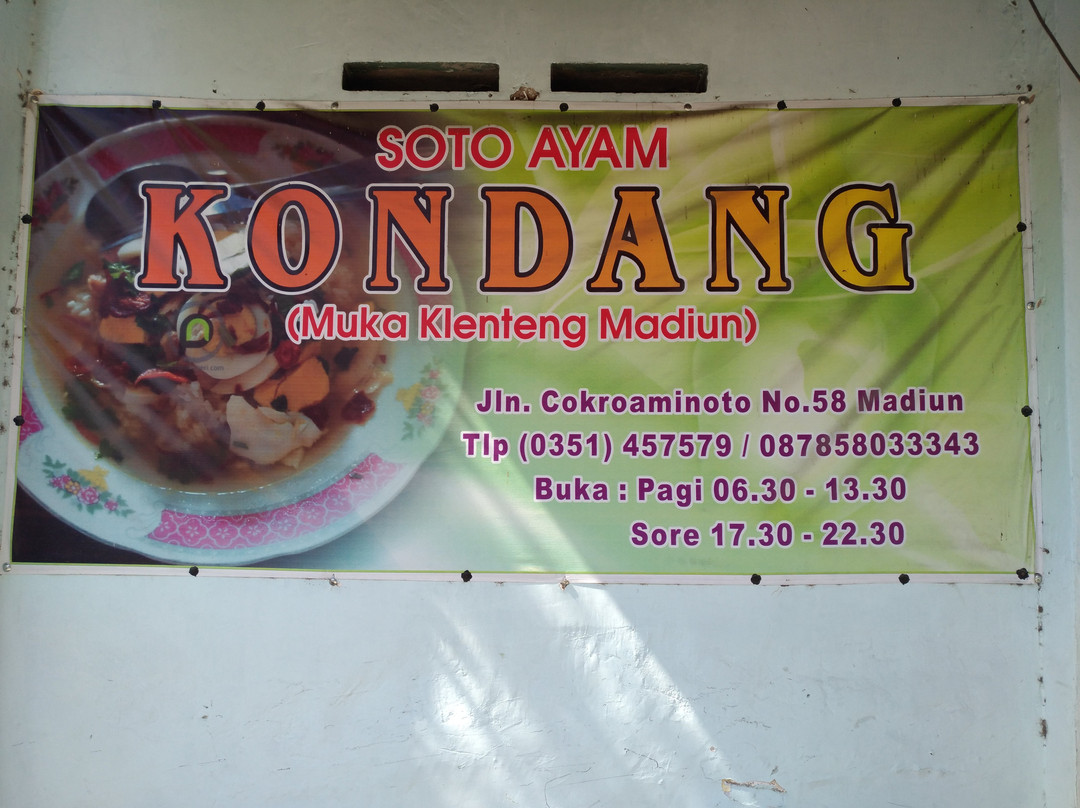 SOTO AYAM
KONDANG
(Muka Klenteng Madiun)
Jln. Cokroaminoto No.58 Madiun
Tlp (0351) 457579 / 087858033343
Buka : Pagi 06.30 - 13.30
Sore 17.30 - 22.30